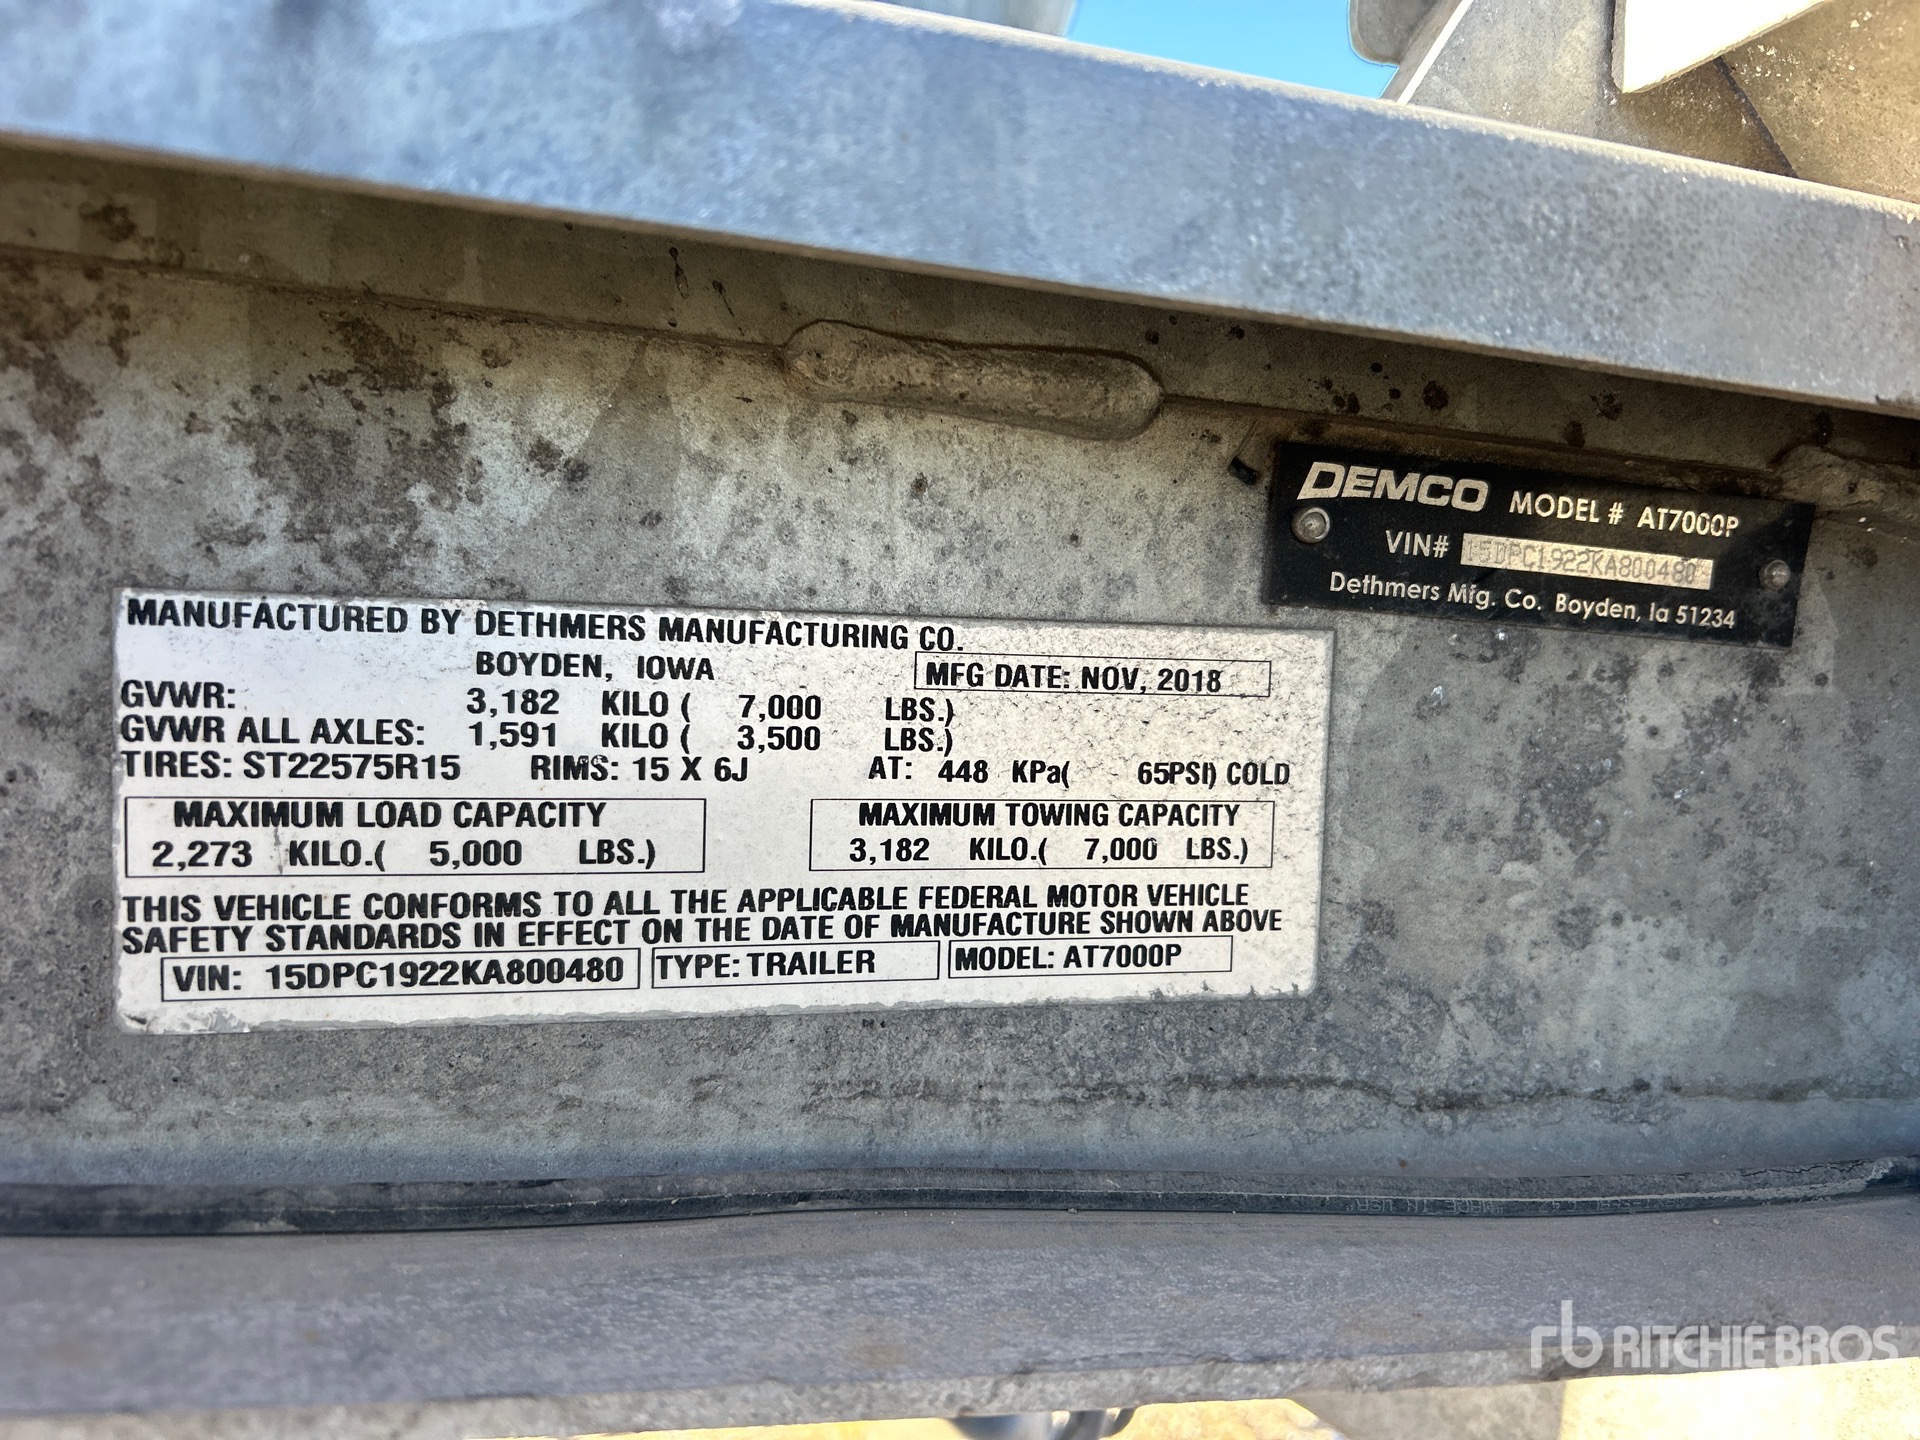 DEMCO MODEL # AT7000P
VIN# 15DPC1922KA800480
Dethmers Mfg. Co. Boyden, Ia 51234
MANUFACTURED BY DETHMERS MANUFACTURING CO.
BOYDEN, IOWA
MFG DATE: NOV, 2018
GVWR: 3,182 KILO ( 7,000 LBS.)
GVWR ALL AXLES: 1,591 KILO ( 3,500 LBS.)
TIRES: ST22575R15 RIMS: 15 X 6J AT: 448 KPa( 65PSI) COLD
MAXIMUM LOAD CAPACITY
2,273 KILO.( 5,000 LBS.)
MAXIMUM TOWING CAPACITY
3,182 KILO.( 7,000 LBS.)
THIS VEHICLE CONFORMS TO ALL THE APPLICABLE FEDERAL MOTOR VEHICLE
SAFETY STANDARDS IN EFFECT ON THE DATE OF MANUFACTURE SHOWN ABOVE
VIN: 15DPC1922KA800480 TYPE: TRAILER MODEL: AT7000P
"MADE IN USA"
rb RITCHIE BROS